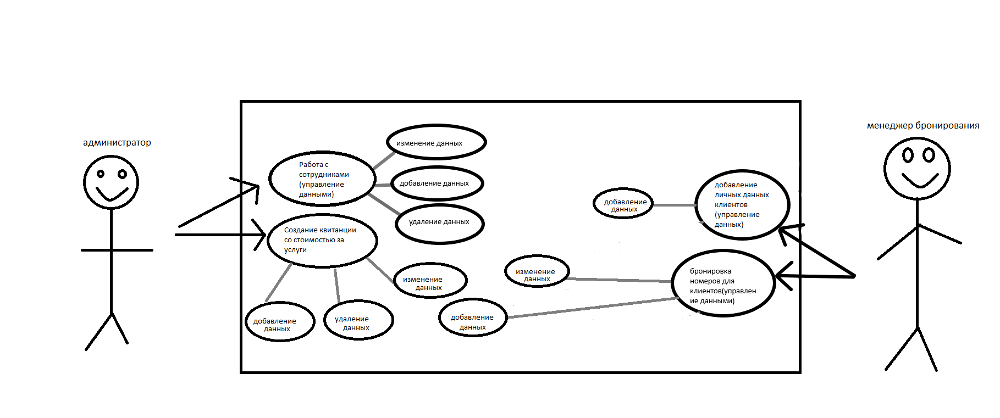 администратор
менеджер бронирования
изменение данных
Работа с
сотрудниками
(управление
данными)
добавление данных
удаление данных
Создание квитанции
со стоимостью за
услуги
добавление
данных
удаление
данных
изменение
данных
добавление
личных данных
клиентов
(управление
данных)
добавление
данных
изменение
данных
бронировка
номеров для
клиентов(управлен
ие данными)
добавление
данных